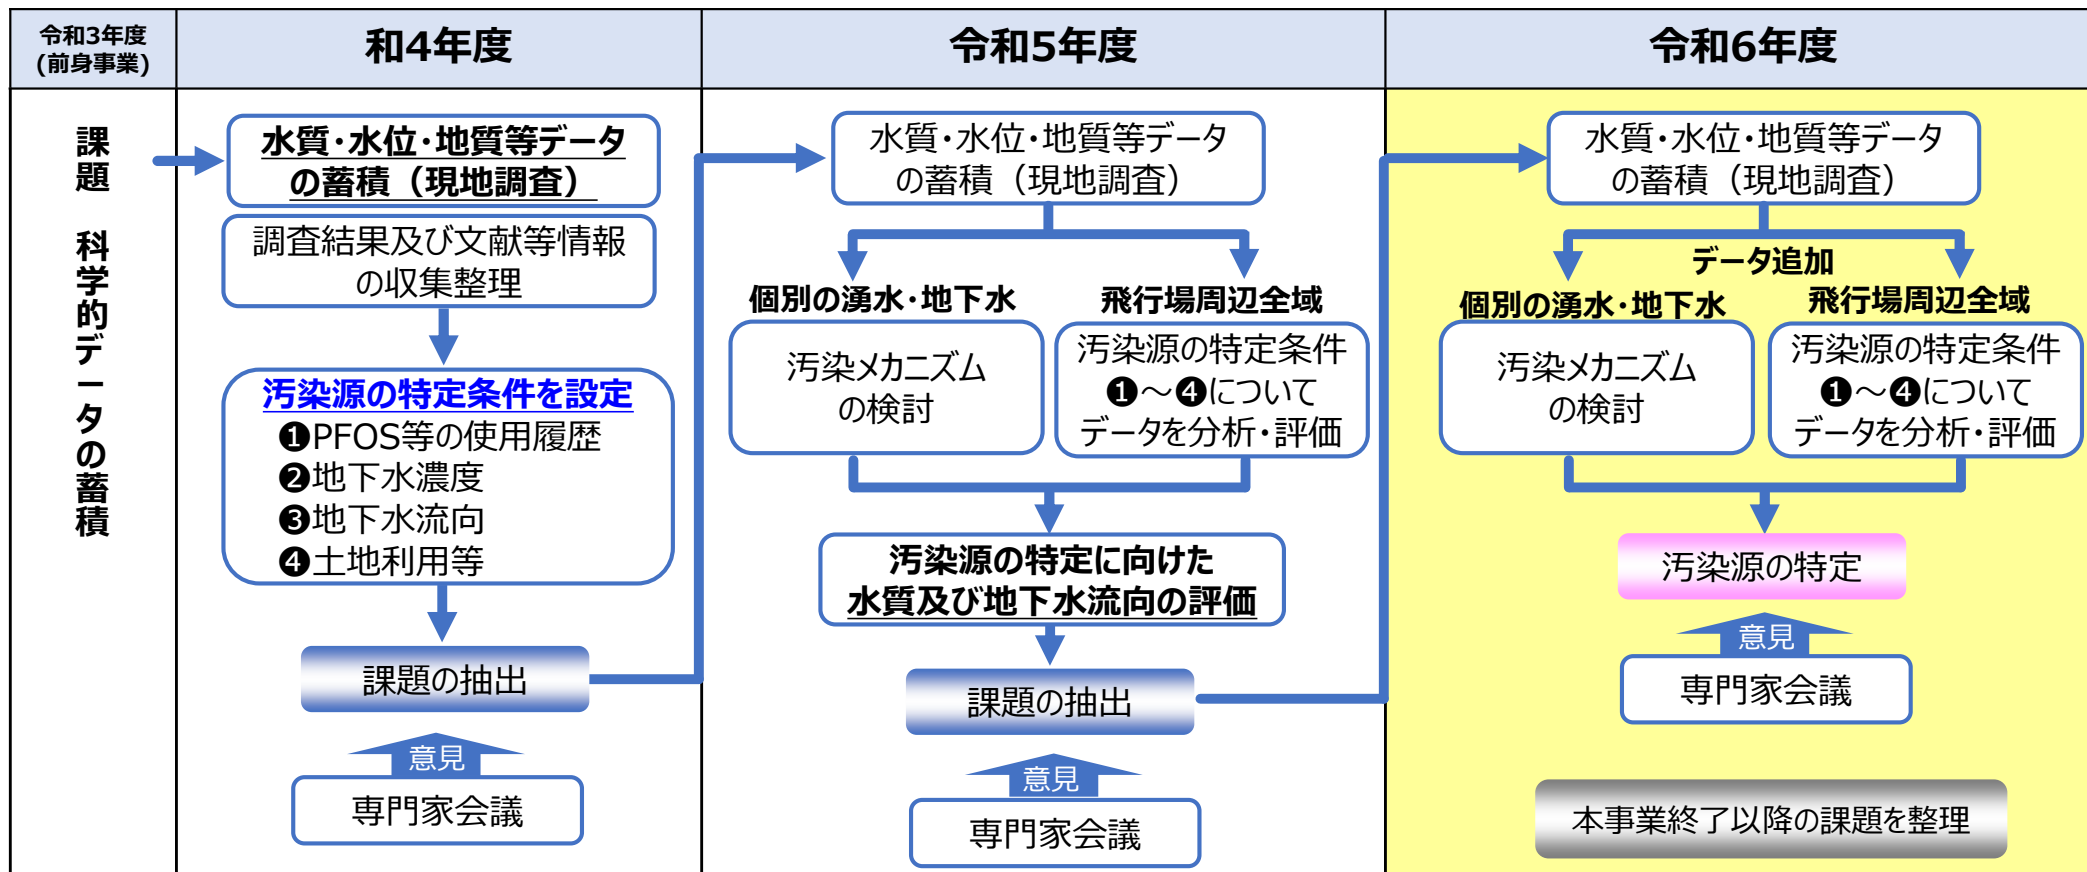 令和3年度
(前身事業)
和4年度
令和5年度
令和6年度
課題 科学的データの蓄積
水質・水位・地質等データ
の蓄積（現地調査）
調査結果及び文献等情報
の収集整理
汚染源の特定条件を設定
❶PFOS等の使用履歴
❷地下水濃度
❸地下水流向
❹土地利用等
課題の抽出
意見
専門家会議
水質・水位・地質等データ
の蓄積（現地調査）
個別の湧水・地下水
飛行場周辺全域
汚染メカニズム
の検討
汚染源の特定条件
❶～❹について
データを分析・評価
汚染源の特定に向けた
水質及び地下水流向の評価
課題の抽出
意見
専門家会議
水質・水位・地質等データ
の蓄積（現地調査）
データ追加
個別の湧水・地下水
飛行場周辺全域
汚染メカニズム
の検討
汚染源の特定条件
❶～❹について
データを分析・評価
汚染源の特定
意見
専門家会議
本事業終了以降の課題を整理